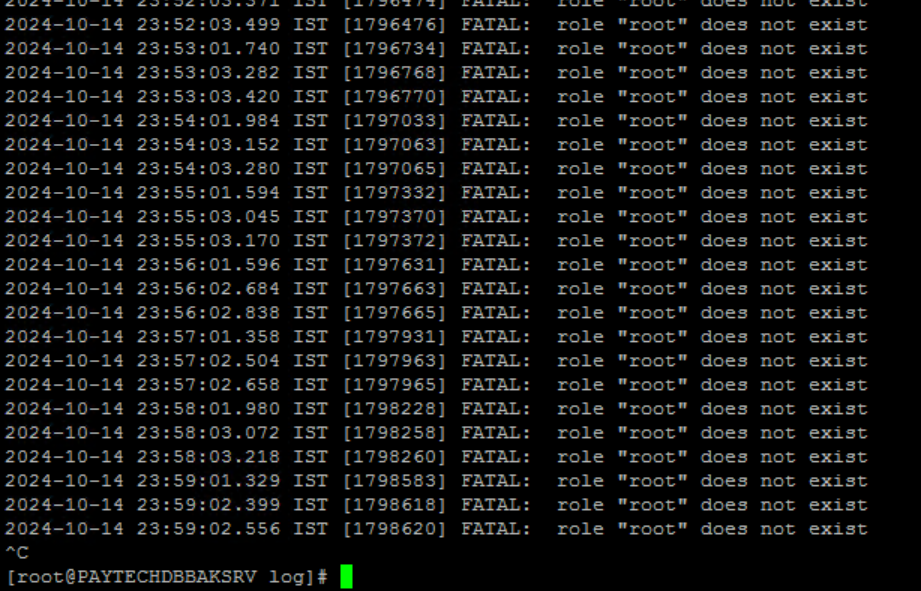 2024-10-14 23:52:03.371 IST [1796474] FATAL:  role "root" does not exist
2024-10-14 23:52:03.499 IST [1796476] FATAL:  role "root" does not exist
2024-10-14 23:53:01.740 IST [1796734] FATAL:  role "root" does not exist
2024-10-14 23:53:03.282 IST [1796768] FATAL:  role "root" does not exist
2024-10-14 23:53:03.420 IST [1796770] FATAL:  role "root" does not exist
2024-10-14 23:54:01.984 IST [1797033] FATAL:  role "root" does not exist
2024-10-14 23:54:03.152 IST [1797063] FATAL:  role "root" does not exist
2024-10-14 23:54:03.280 IST [1797065] FATAL:  role "root" does not exist
2024-10-14 23:55:01.594 IST [1797332] FATAL:  role "root" does not exist
2024-10-14 23:55:03.045 IST [1797370] FATAL:  role "root" does not exist
2024-10-14 23:55:03.170 IST [1797372] FATAL:  role "root" does not exist
2024-10-14 23:56:01.596 IST [1797631] FATAL:  role "root" does not exist
2024-10-14 23:56:02.684 IST [1797663] FATAL:  role "root" does not exist
2024-10-14 23:56:02.838 IST [1797665] FATAL:  role "root" does not exist
2024-10-14 23:57:01.358 IST [1797931] FATAL:  role "root" does not exist
2024-10-14 23:57:02.504 IST [1797963] FATAL:  role "root" does not exist
2024-10-14 23:57:02.658 IST [1797965] FATAL:  role "root" does not exist
2024-10-14 23:58:01.980 IST [1798228] FATAL:  role "root" does not exist
2024-10-14 23:58:03.072 IST [1798258] FATAL:  role "root" does not exist
2024-10-14 23:58:03.218 IST [1798260] FATAL:  role "root" does not exist
2024-10-14 23:59:01.329 IST [1798583] FATAL:  role "root" does not exist
2024-10-14 23:59:02.399 IST [1798618] FATAL:  role "root" does not exist
2024-10-14 23:59:02.556 IST [1798620] FATAL:  role "root" does not exist
^C
[root@PAYTECHDBBAKSRV log]#